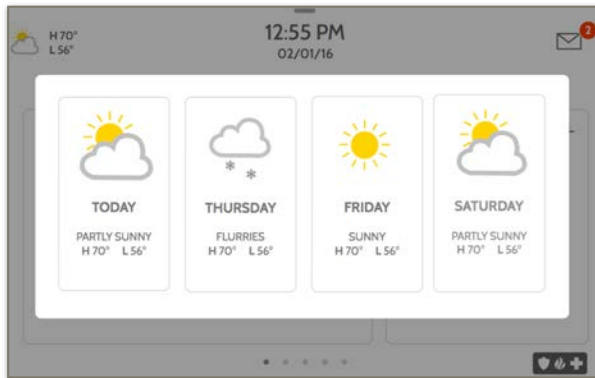 H 70°
L 56°
12:55 PM
02/01/16
2
TODAY
PARTLY SUNNY
H 70° L 56°
THURSDAY
FLURRIES
H 70° L 56°
FRIDAY
SUNNY
H 70° L 56°
SATURDAY
PARTLY SUNNY
H 70° L 56°